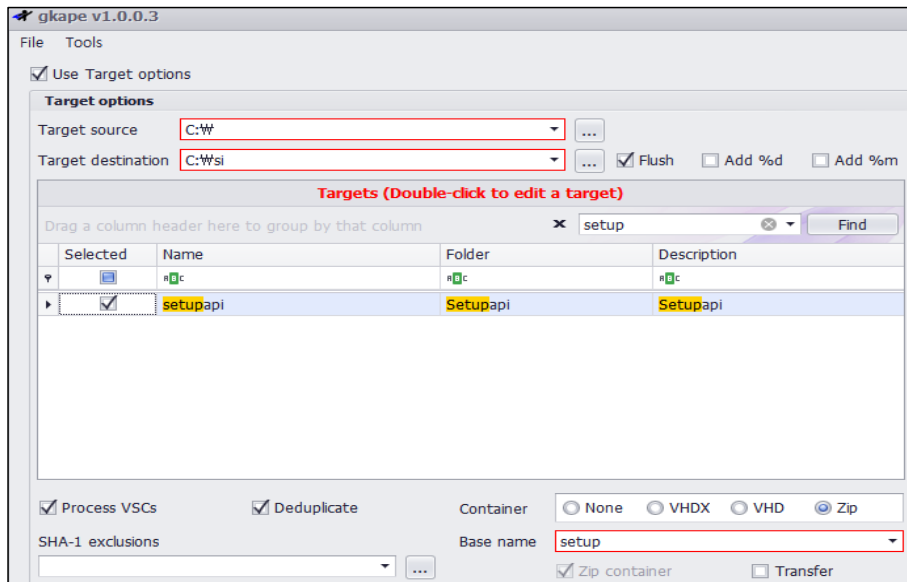 gkape v1.0.0.3
File Tools
Use Target options
Target options
Target source C:₩ ...
Target destination C:₩si ... Flush Add %d Add %m
Targets (Double-click to edit a target)
Drag a column header here to group by that column x setup Find
Selected Name Folder Description
ABC ABC ABC
setupapi Setupapi Setupapi
Process VSCs Deduplicate Container None VHDX VHD Zip
SHA-1 exclusions Base name setup
... Zip container Transfer